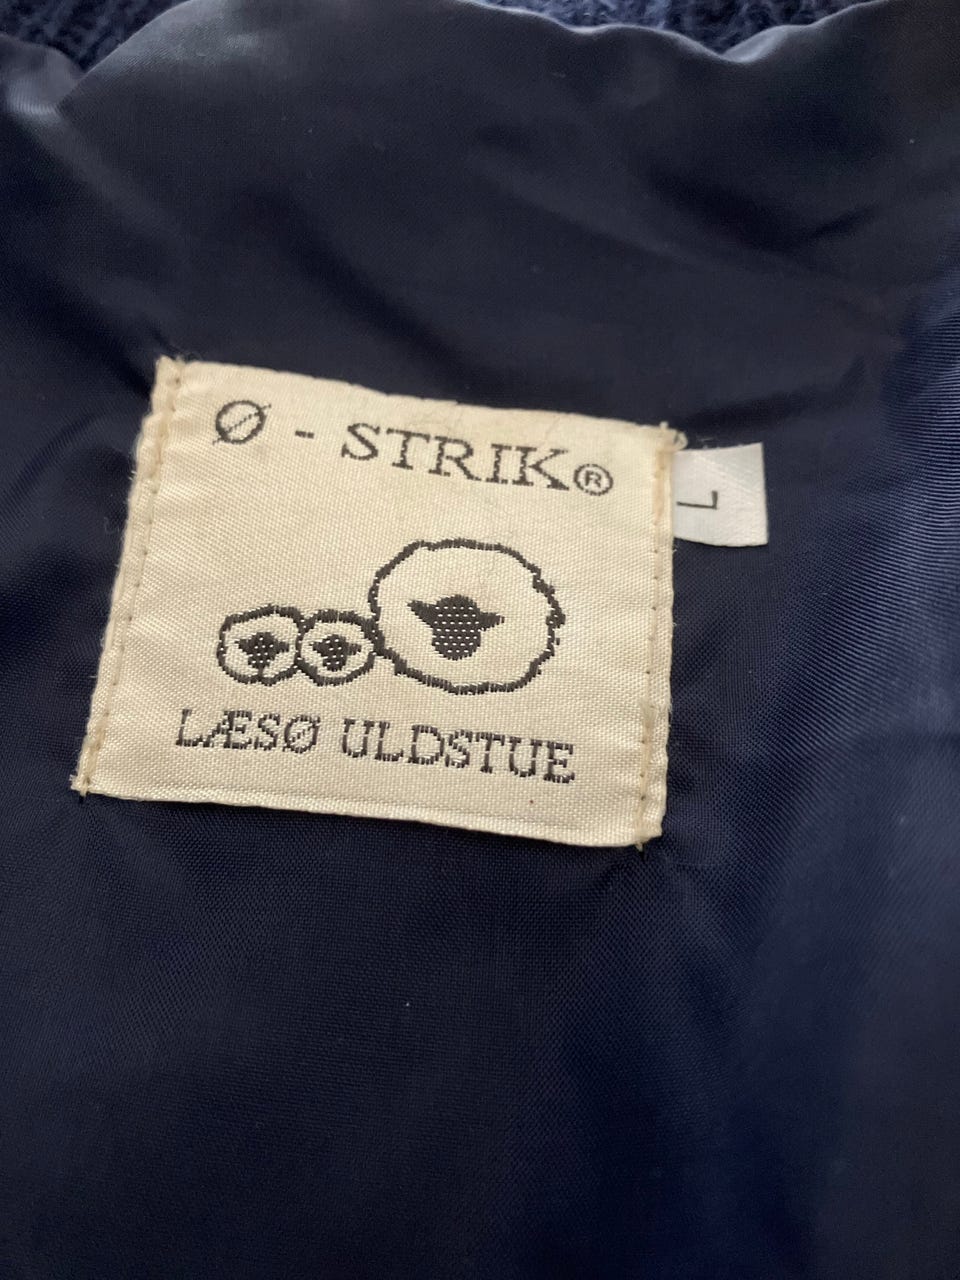 Ø - STRIK®
L
LÆSØ ULDSTUE